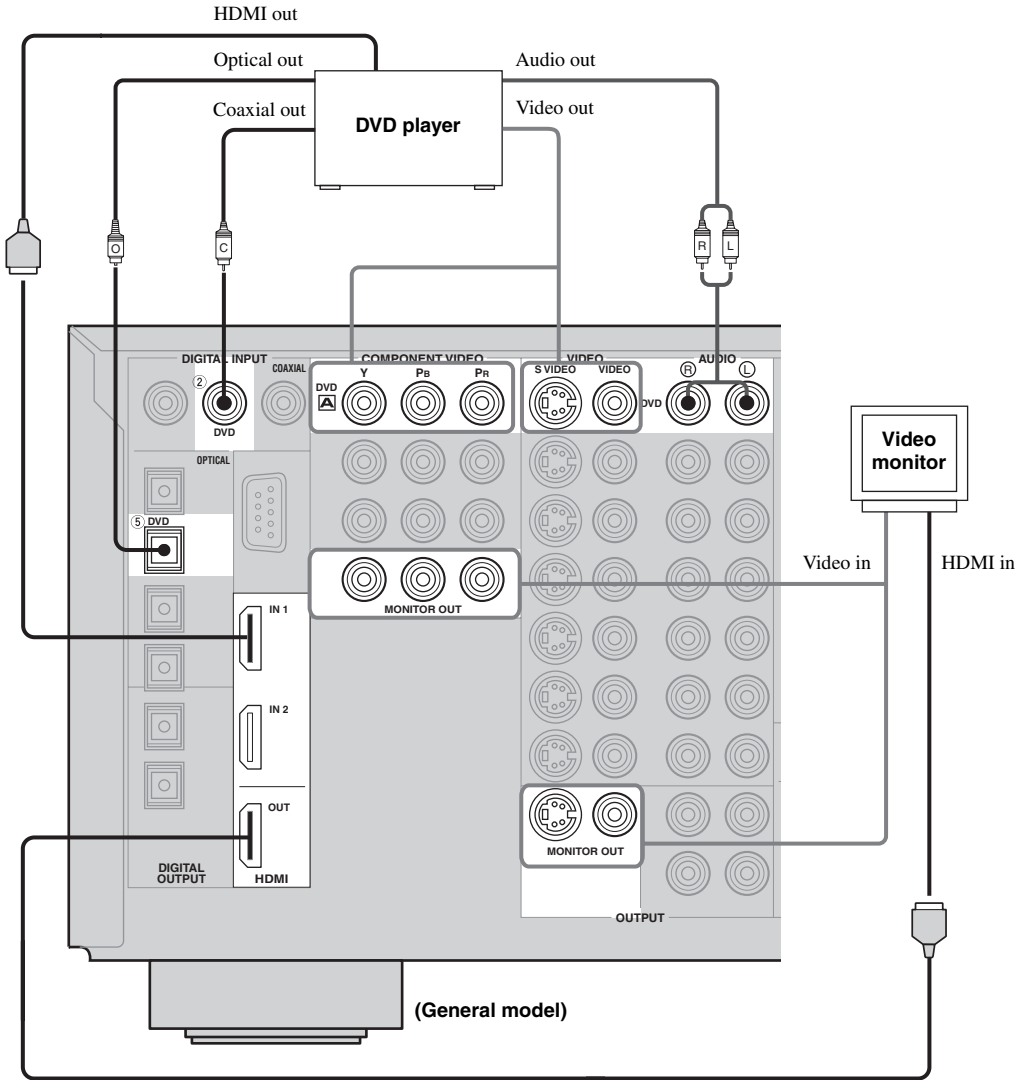 HDMI out
Optical out
Audio out
Coaxial out
Video out
DVD player
O
C
R
L
DIGITAL INPUT
COMPONENT VIDEO
VIDEO
AUDIO
COAXIAL
②
Y
PB
PR
S VIDEO
VIDEO
Ⓡ
Ⓛ
DVD
A
DVD
DVD
OPTICAL
⑤ DVD
Video
monitor
Video in
HDMI in
MONITOR OUT
IN 1
IN 2
OUT
MONITOR OUT
DIGITAL
OUTPUT
HDMI
OUTPUT
(General model)